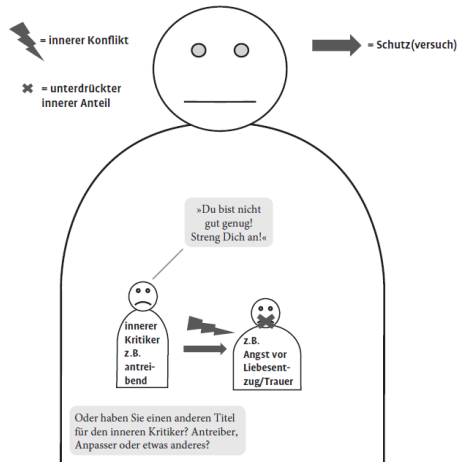 = innerer Konflikt
= Schutz(versuch)
= unterdrückter
innerer Anteil
»Du bist nicht
gut genug!
Streng Dich an!«
innerer
Kritiker
z.B.
antrei-
bend
z.B.
Angst vor
Liebesent-
zug/Trauer
Oder haben Sie einen anderen Titel
für den inneren Kritiker? Antreiber,
Anpasser oder etwas anderes?